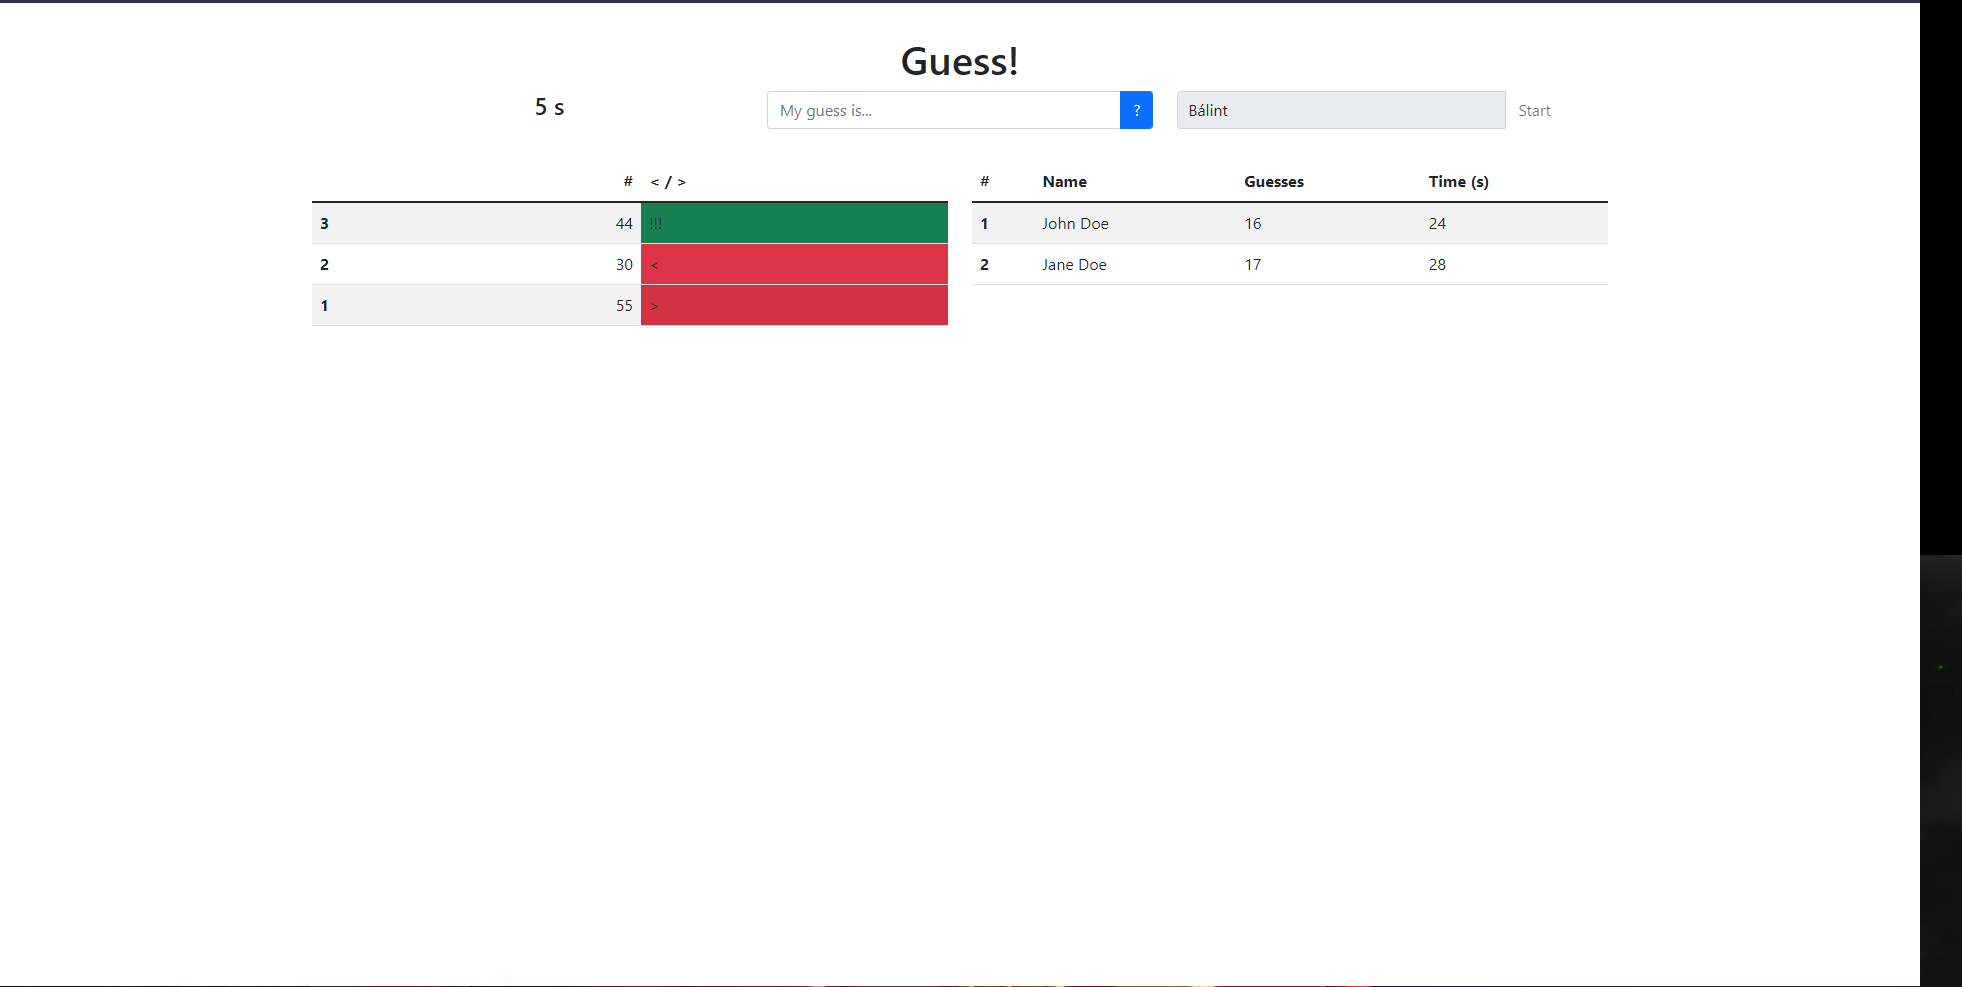 Guess!
5 s
My guess is...
?
Bálint
Start
# < / >
3 44 !!!
2 30 <
1 55 >
# Name Guesses Time (s)
1 John Doe 16 24
2 Jane Doe 17 28